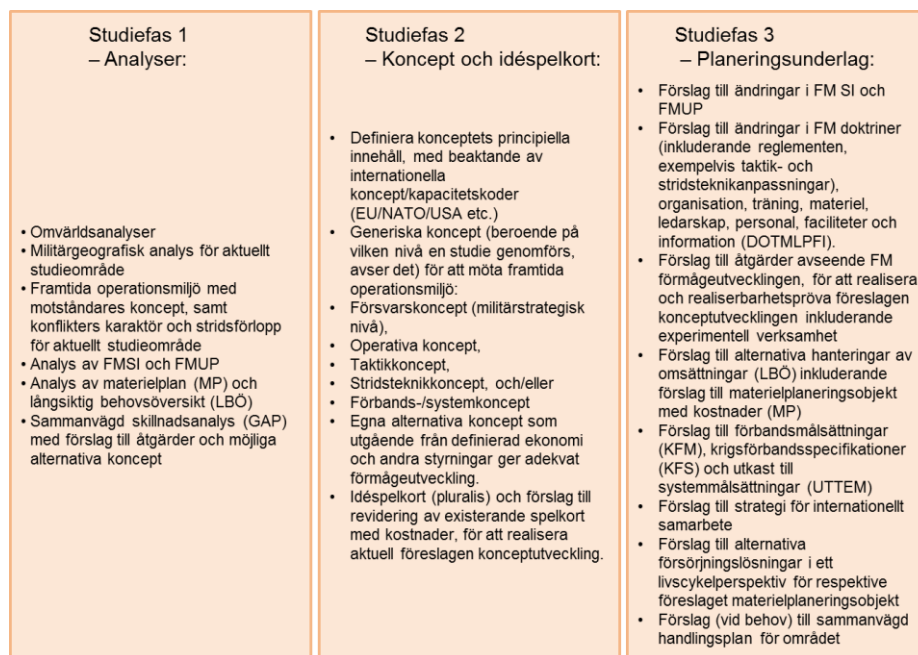 Studiefas 1
– Analyser:
• Omvärldsanalyser
• Militärgeografisk analys för aktuellt
studieområde
• Framtida operationsmiljö med
motståndares koncept, samt
konflikters karaktör och stridsförlopp
för aktuellt studieområde
• Analys av FMSI och FMUP
• Analys av materielplan (MP) och
långsiktig behovsöversikt (LBÖ)
• Sammanvägd skillnadsanalys (GAP)
med förslag till åtgärder och möjliga
alternativa koncept
Studiefas 2
– Koncept och idéspelkort:
• Definiera konceptets principiella
innehåll, med beaktande av
internationella
koncept/kapacitetskoder
(EU/NATO/USA etc.)
• Generiska koncept (beroende på
vilken nivå en studie genomförs,
avser det) för att möta framtida
operationsmiljö:
• Försvarskoncept (militärstrategisk
nivå),
• Operativa koncept,
• Taktikkoncept,
• Stridsteknikkoncept, och/eller
• Förbands-/systemkoncept
• Egna alternativa koncept som
utgående från definierad ekonomi
och andra styrningar ger adekvat
förmågeutveckling.
• Idéspelkort (pluralis) och förslag till
revidering av existerande spelkort
med kostnader, för att realisera
aktuell föreslagen konceptutveckling.
Studiefas 3
– Planeringsunderlag:
• Förslag till ändringar i FM SI och
FMUP
• Förslag till ändringar i FM doktriner
(inkluderande reglementen,
exempelvis taktik- och
stridsteknikanpassningar),
organisation, träning, materiel,
ledarskap, personal, faciliteter och
information (DOTMLPFI).
• Förslag till åtgärder avseende FM
förmågeutvecklingen, för att realisera
och realiserbarhetspröva föreslagen
konceptutvecklingen inkluderande
experimentell verksamhet
• Förslag till alternativa hanteringar av
omsättningar (LBÖ) inkluderande
förslag till materielplaneringsobjekt
med kostnader (MP)
• Förslag till förbandsmålsättningar
(KFM), krigsförbandsspecifikationer
(KFS) och utkast till
systemmålsättningar (UTTEM)
• Förslag till strategi för internationellt
samarbete
• Förslag till alternativa
försörjningslösningar i ett
livscykelperspektiv för respektive
föreslaget materielplaneringsobjekt
• Förslag (vid behov) till sammanvägd
handlingsplan för området